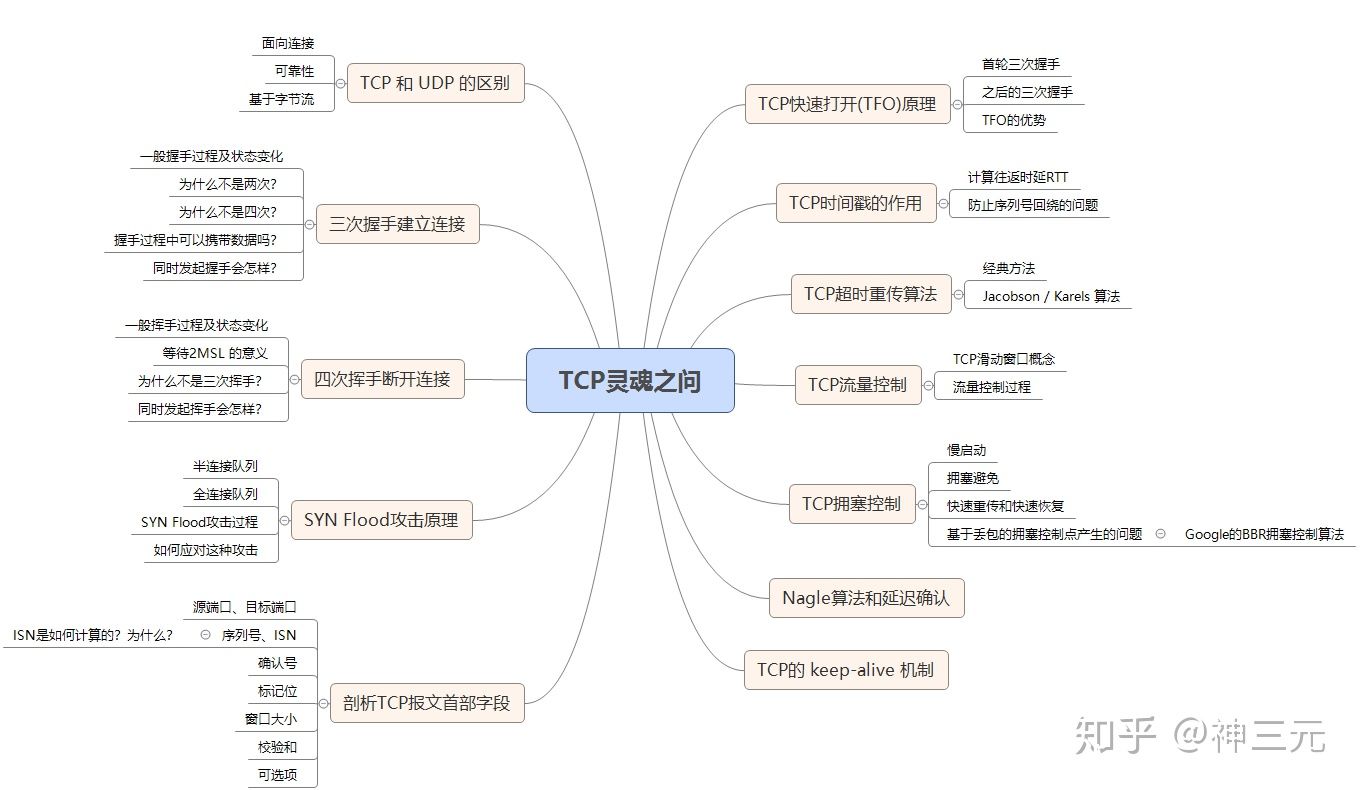 TCP灵魂之问
TCP 和 UDP 的区别
面向连接
可靠性
基于字节流
三次握手建立连接
一般握手过程及状态变化
为什么不是两次？
为什么不是四次？
握手过程中可以携带数据吗？
同时发起握手会怎样？
四次挥手断开连接
一般挥手过程及状态变化
等待2MSL 的意义
为什么不是三次挥手？
同时发起挥手会怎样？
SYN Flood攻击原理
半连接队列
全连接队列
SYN Flood攻击过程
如何应对这种攻击
剖析TCP报文首部字段
源端口、目标端口
序列号、ISN
ISN是如何计算的？为什么？
确认号
标记位
窗口大小
校验和
可选项
TCP快速打开(TFO)原理
首轮三次握手
之后的三次握手
TFO的优势
TCP时间戳的作用
计算往返时延RTT
防止序列号回绕的问题
TCP超时重传算法
经典方法
Jacobson / Karels 算法
TCP流量控制
TCP滑动窗口概念
流量控制过程
TCP拥塞控制
慢启动
拥塞避免
快速重传和快速恢复
基于丢包的拥塞控制点产生的问题
Google的BBR拥塞控制算法
Nagle算法和延迟确认
TCP的 keep-alive 机制
知乎 @神三元